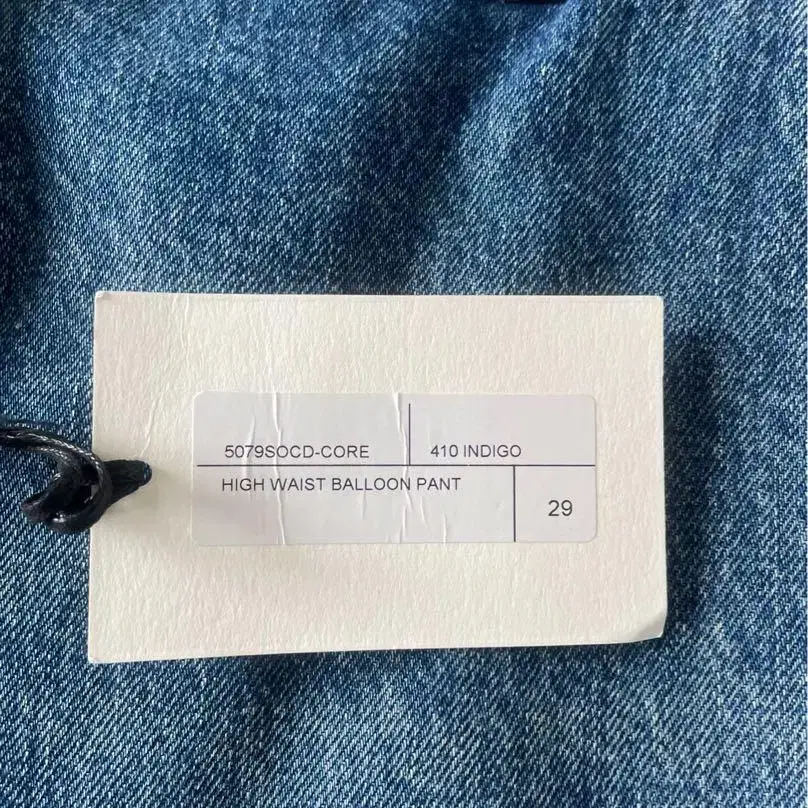 5079SOCD-CORE 410 INDIGO
HIGH WAIST BALLOON PANT
29